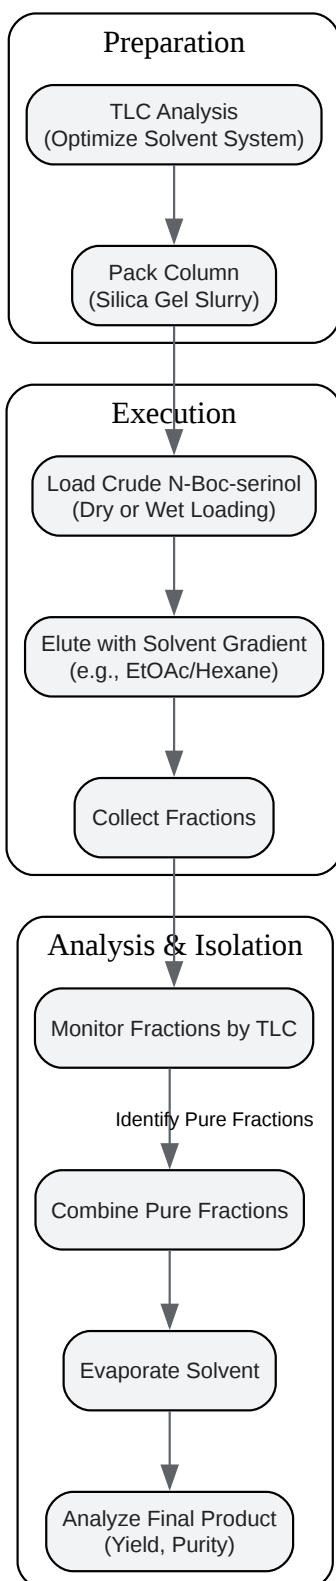 Preparation
TLC Analysis
(Optimize Solvent System)
Pack Column
(Silica Gel Slurry)
Execution
Load Crude N-Boc-serinol
(Dry or Wet Loading)
Elute with Solvent Gradient
(e.g., EtOAc/Hexane)
Collect Fractions
Analysis & Isolation
Monitor Fractions by TLC
Identify Pure Fractions
Combine Pure Fractions
Evaporate Solvent
Analyze Final Product
(Yield, Purity)